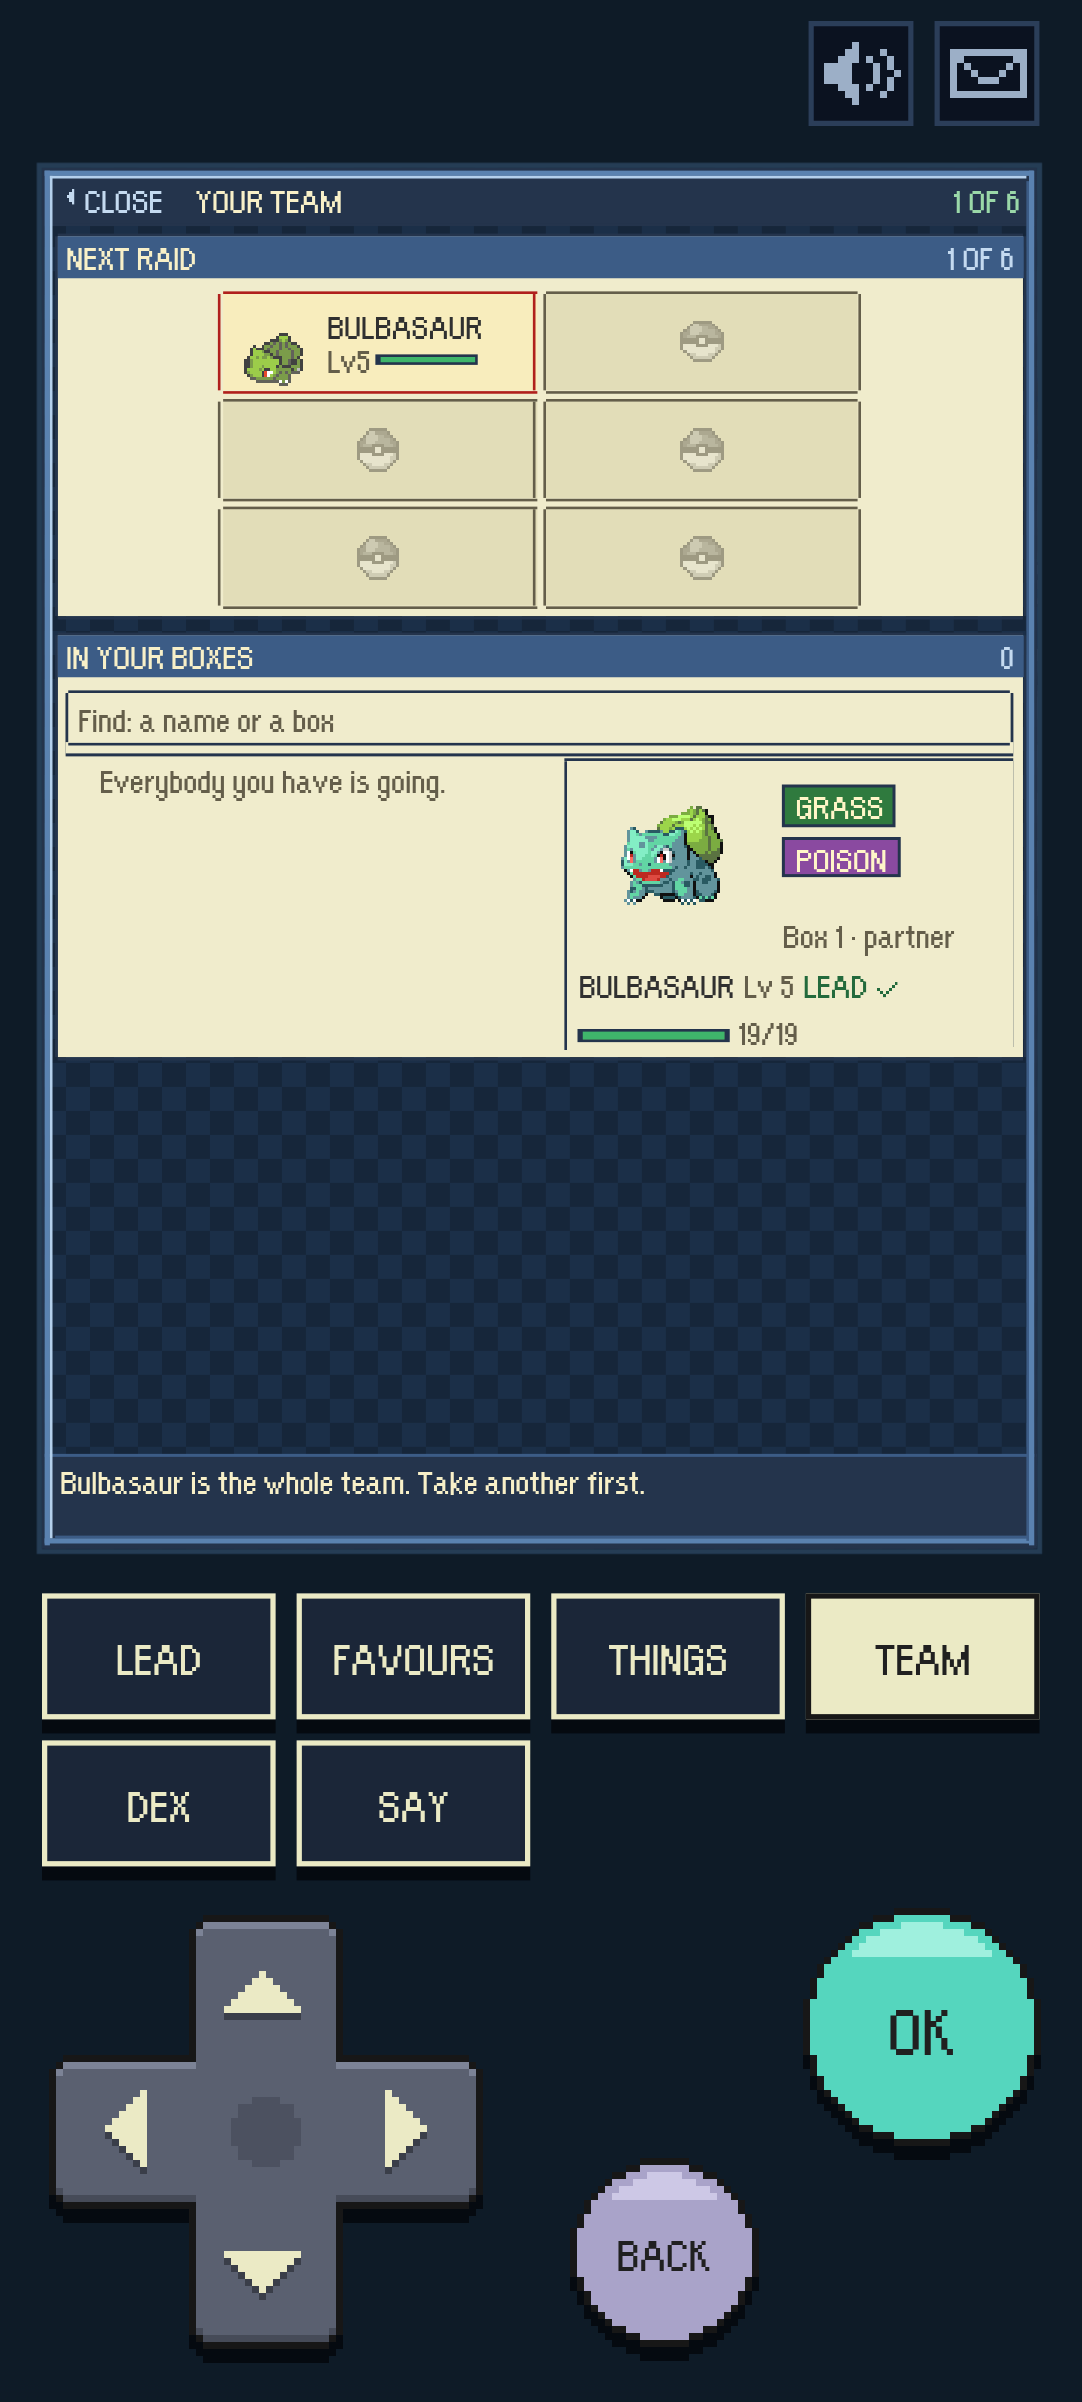 CLOSE YOUR TEAM 1 OF 6
NEXT RAID 1 OF 6
BULBASAUR
Lv5
IN YOUR BOXES 0
Find: a name or a box
Everybody you have is going.
GRASS
POISON
Box 1 · partner
BULBASAUR Lv 5 LEAD ✓
19/19
Bulbasaur is the whole team. Take another first.
LEAD FAVOURS THINGS TEAM
DEX SAY
OK
BACK